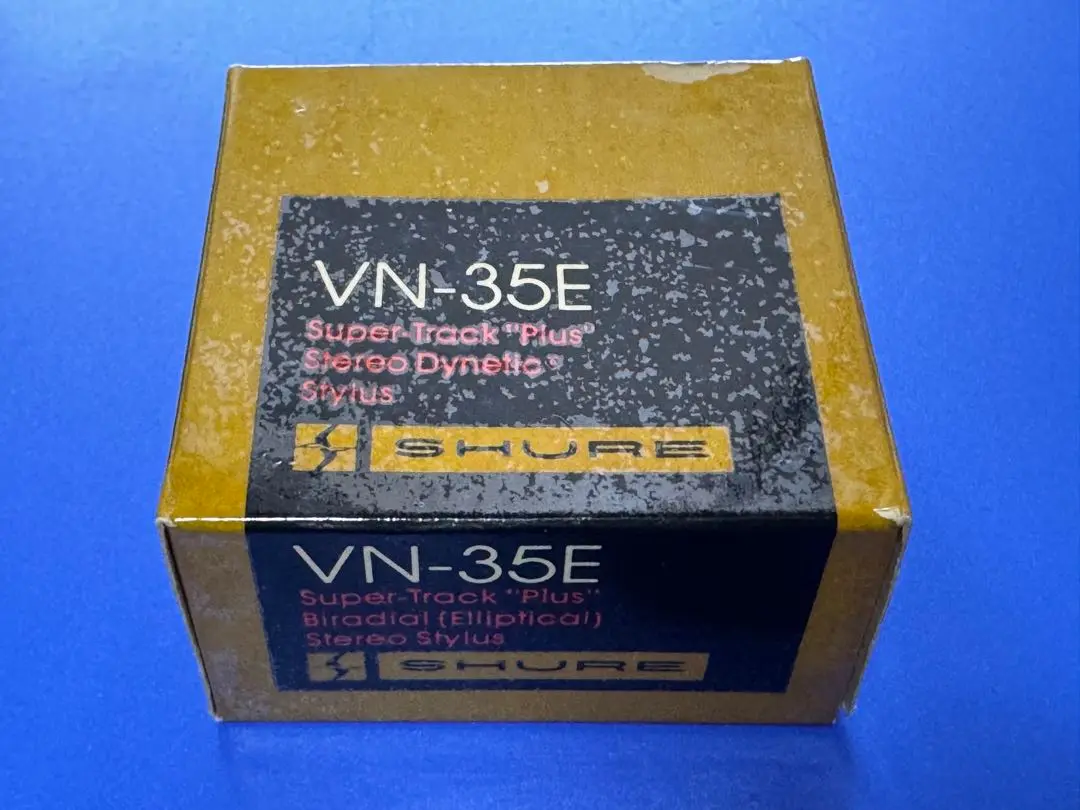 VN-35E
Super-Track "Plus"
Stereo Dynetic®
Stylus
SHURE
VN-35E
Super-Track "Plus"
Biradial (Elliptical)
Stereo Stylus
SHURE